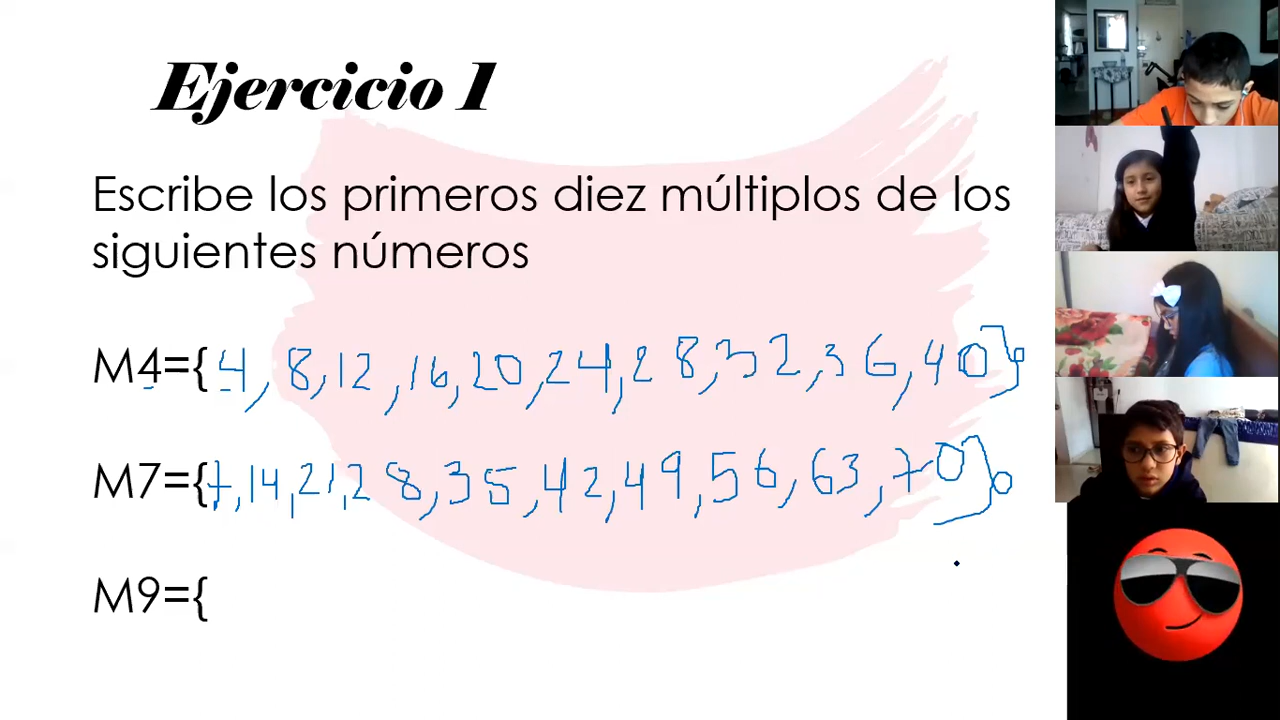 Ejercicio 1
Escribe los primeros diez múltiplos de los
siguientes números
M4={4,8,12,16,20,24,28,32,36,40}
M7={7,14,21,28,35,42,49,56,63,70}
M9={